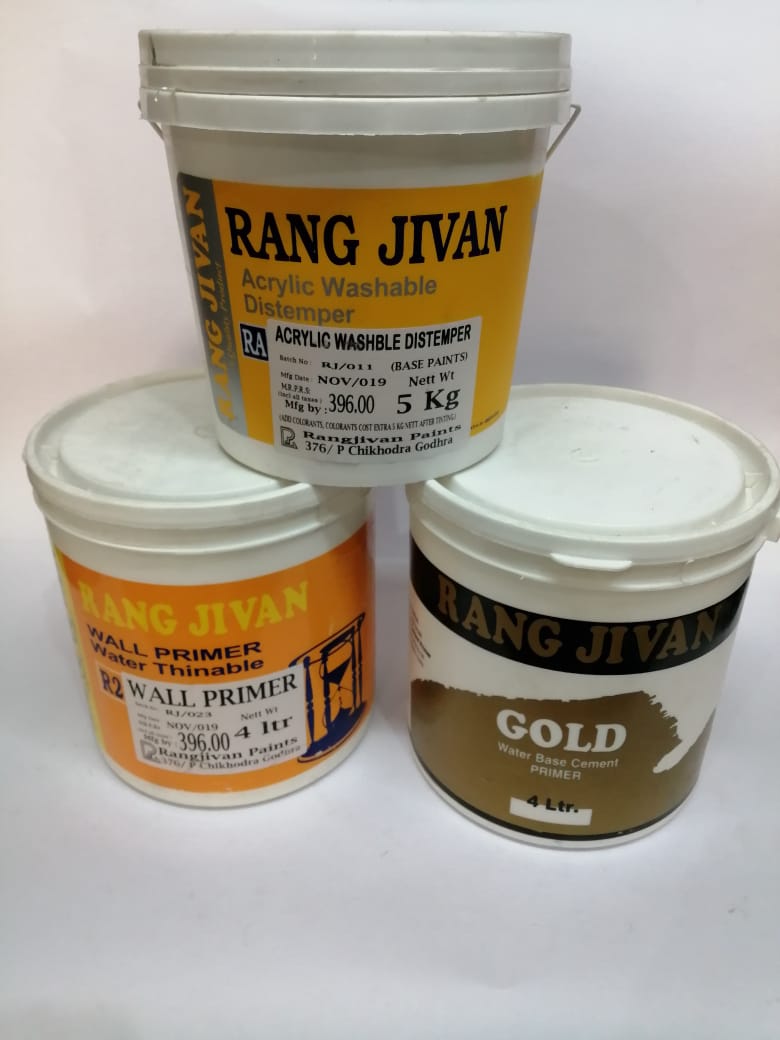 RANG JIVAN
RANG JIVAN
Acrylic Washable
Distemper
RA
ACRYLIC WASHBLE DISTEMPER
Batch No : RJ/011 (BASE PAINTS)
Mfg Date : NOV/019 Nett Wt
M.R.P.R.S:
(incl all taxes) 396.00 5 Kg
Mfg by :
(ADD COLORANTS, COLORANTS COST EXTRA 5 KG NETT AFTER TINTING)
Rangjivan Paints
376/ P Chikhodra Godhra
RANG JIVAN
WALL PRIMER
Water Thinable
R2
WALL PRIMER
RJ/023 Nett Wt
NOV/019 4 ltr
396.00
Mfg by :
Rangjivan Paints
376/ P Chikhodra Godhra
RANG JIVAN
GOLD
Water Base Cement
PRIMER
4 Ltr.